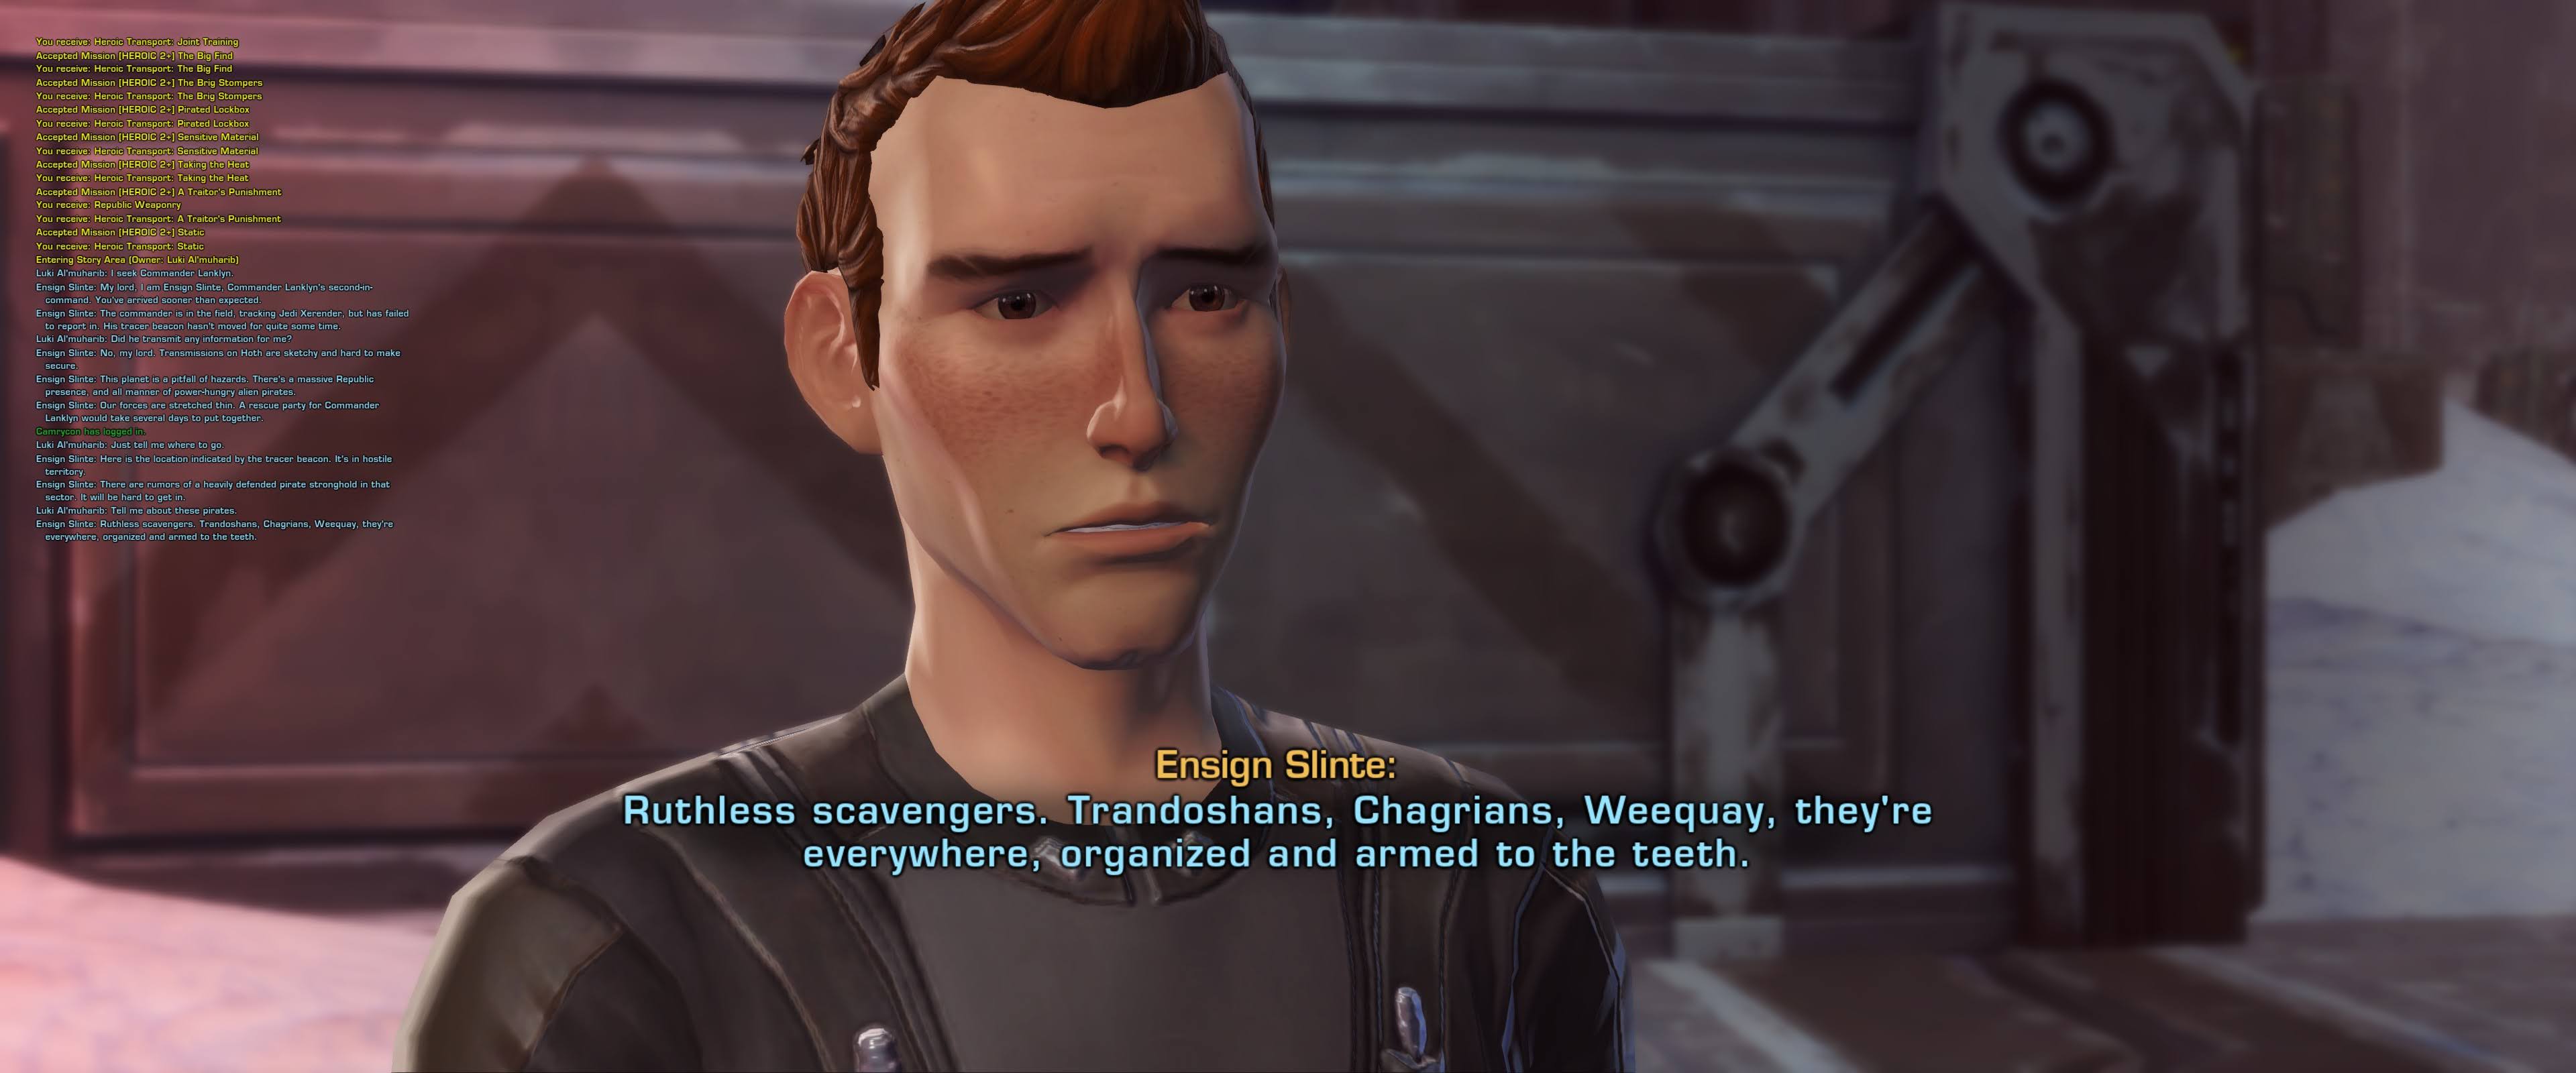 You receive: Heroic Transport: Joint Training
Accepted Mission [HEROIC 2+] The Big Find
You receive: Heroic Transport: The Big Find
Accepted Mission [HEROIC 2+] The Brig Stompers
You receive: Heroic Transport: The Brig Stompers
Accepted Mission [HEROIC 2+] Pirated Lockbox
You receive: Heroic Transport: Pirated Lockbox
Accepted Mission [HEROIC 2+] Sensitive Material
You receive: Heroic Transport: Sensitive Material
Accepted Mission [HEROIC 2+] Taking the Heat
You receive: Heroic Transport: Taking the Heat
Accepted Mission [HEROIC 2+] A Traitor's Punishment
You receive: Republic Weaponry
You receive: Heroic Transport: A Traitor's Punishment
Accepted Mission [HEROIC 2+] Static
You receive: Heroic Transport: Static
Entering Story Area (Owner: Luki Al'muharib)
Luki Al'muharib: I seek Commander Lanklyn.
Ensign Slinte: My lord, I am Ensign Slinte, Commander Lanklyn's second-in-
command. You've arrived sooner than expected.
Ensign Slinte: The commander is in the field, tracking Jedi Xerender, but has failed
to report in. His tracer beacon hasn't moved for quite some time.
Luki Al'muharib: Did he transmit any information for me?
Ensign Slinte: No, my lord. Transmissions on Hoth are sketchy and hard to make
secure.
Ensign Slinte: This planet is a pitfall of hazards. There's a massive Republic
presence, and all manner of power-hungry alien pirates.
Ensign Slinte: Our forces are stretched thin. A rescue party for Commander
Lanklyn would take several days to put together.
Camrycon has logged in.
Luki Al'muharib: Just tell me where to go.
Ensign Slinte: Here is the location indicated by the tracer beacon. It's in hostile
territory.
Ensign Slinte: There are rumors of a heavily defended pirate stronghold in that
sector. It will be hard to get in.
Luki Al'muharib: Tell me about these pirates.
Ensign Slinte: Ruthless scavengers. Trandoshans, Chagrians, Weequay, they're
everywhere, organized and armed to the teeth.
Ensign Slinte:
Ruthless scavengers. Trandoshans, Chagrians, Weequay, they're
everywhere, organized and armed to the teeth.